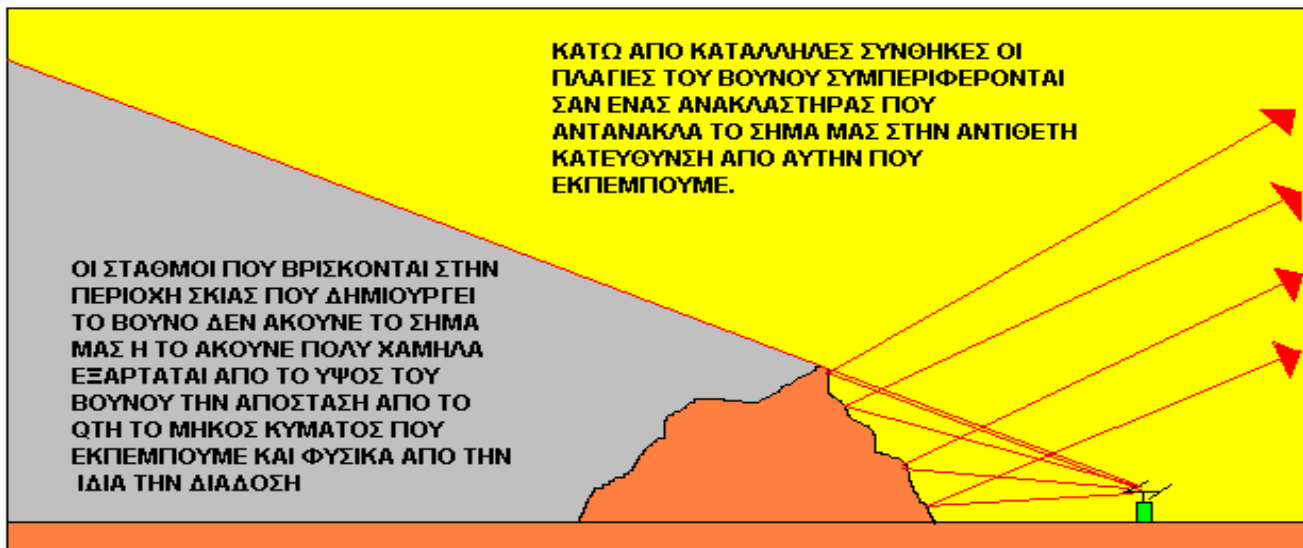 ΚΑΤΩ ΑΠΟ ΚΑΤΑΛΛΗΛΕΣ ΣΥΝΘΗΚΕΣ ΟΙ
ΠΛΑΓΙΕΣ ΤΟΥ ΒΟΥΝΟΥ ΣΥΜΠΕΡΙΦΕΡΟΝΤΑΙ
ΣΑΝ ΕΝΑΣ ΑΝΑΚΛΑΣΤΗΡΑΣ ΠΟΥ
ΑΝΤΑΝΑΚΛΑ ΤΟ ΣΗΜΑ ΜΑΣ ΣΤΗΝ ΑΝΤΙΘΕΤΗ
ΚΑΤΕΥΘΥΝΣΗ ΑΠΟ ΑΥΤΗΝ ΠΟΥ
ΕΚΠΕΜΠΟΥΜΕ.
ΟΙ ΣΤΑΘΜΟΙ ΠΟΥ ΒΡΙΣΚΟΝΤΑΙ ΣΤΗΝ
ΠΕΡΙΟΧΗ ΣΚΙΑΣ ΠΟΥ ΔΗΜΙΟΥΡΓΕΙ
ΤΟ ΒΟΥΝΟ ΔΕΝ ΑΚΟΥΝΕ ΤΟ ΣΗΜΑ
ΜΑΣ Η ΤΟ ΑΚΟΥΝΕ ΠΟΛΥ ΧΑΜΗΛΑ
ΕΞΑΡΤΑΤΑΙ ΑΠΟ ΤΟ ΥΨΟΣ ΤΟΥ
ΒΟΥΝΟΥ ΤΗΝ ΑΠΟΣΤΑΣΗ ΑΠΟ ΤΟ
QTH ΤΟ ΜΗΚΟΣ ΚΥΜΑΤΟΣ ΠΟΥ
ΕΚΠΕΜΠΟΥΜΕ ΚΑΙ ΦΥΣΙΚΑ ΑΠΟ ΤΗΝ
ΙΔΙΑ ΤΗΝ ΔΙΑΔΟΣΗ